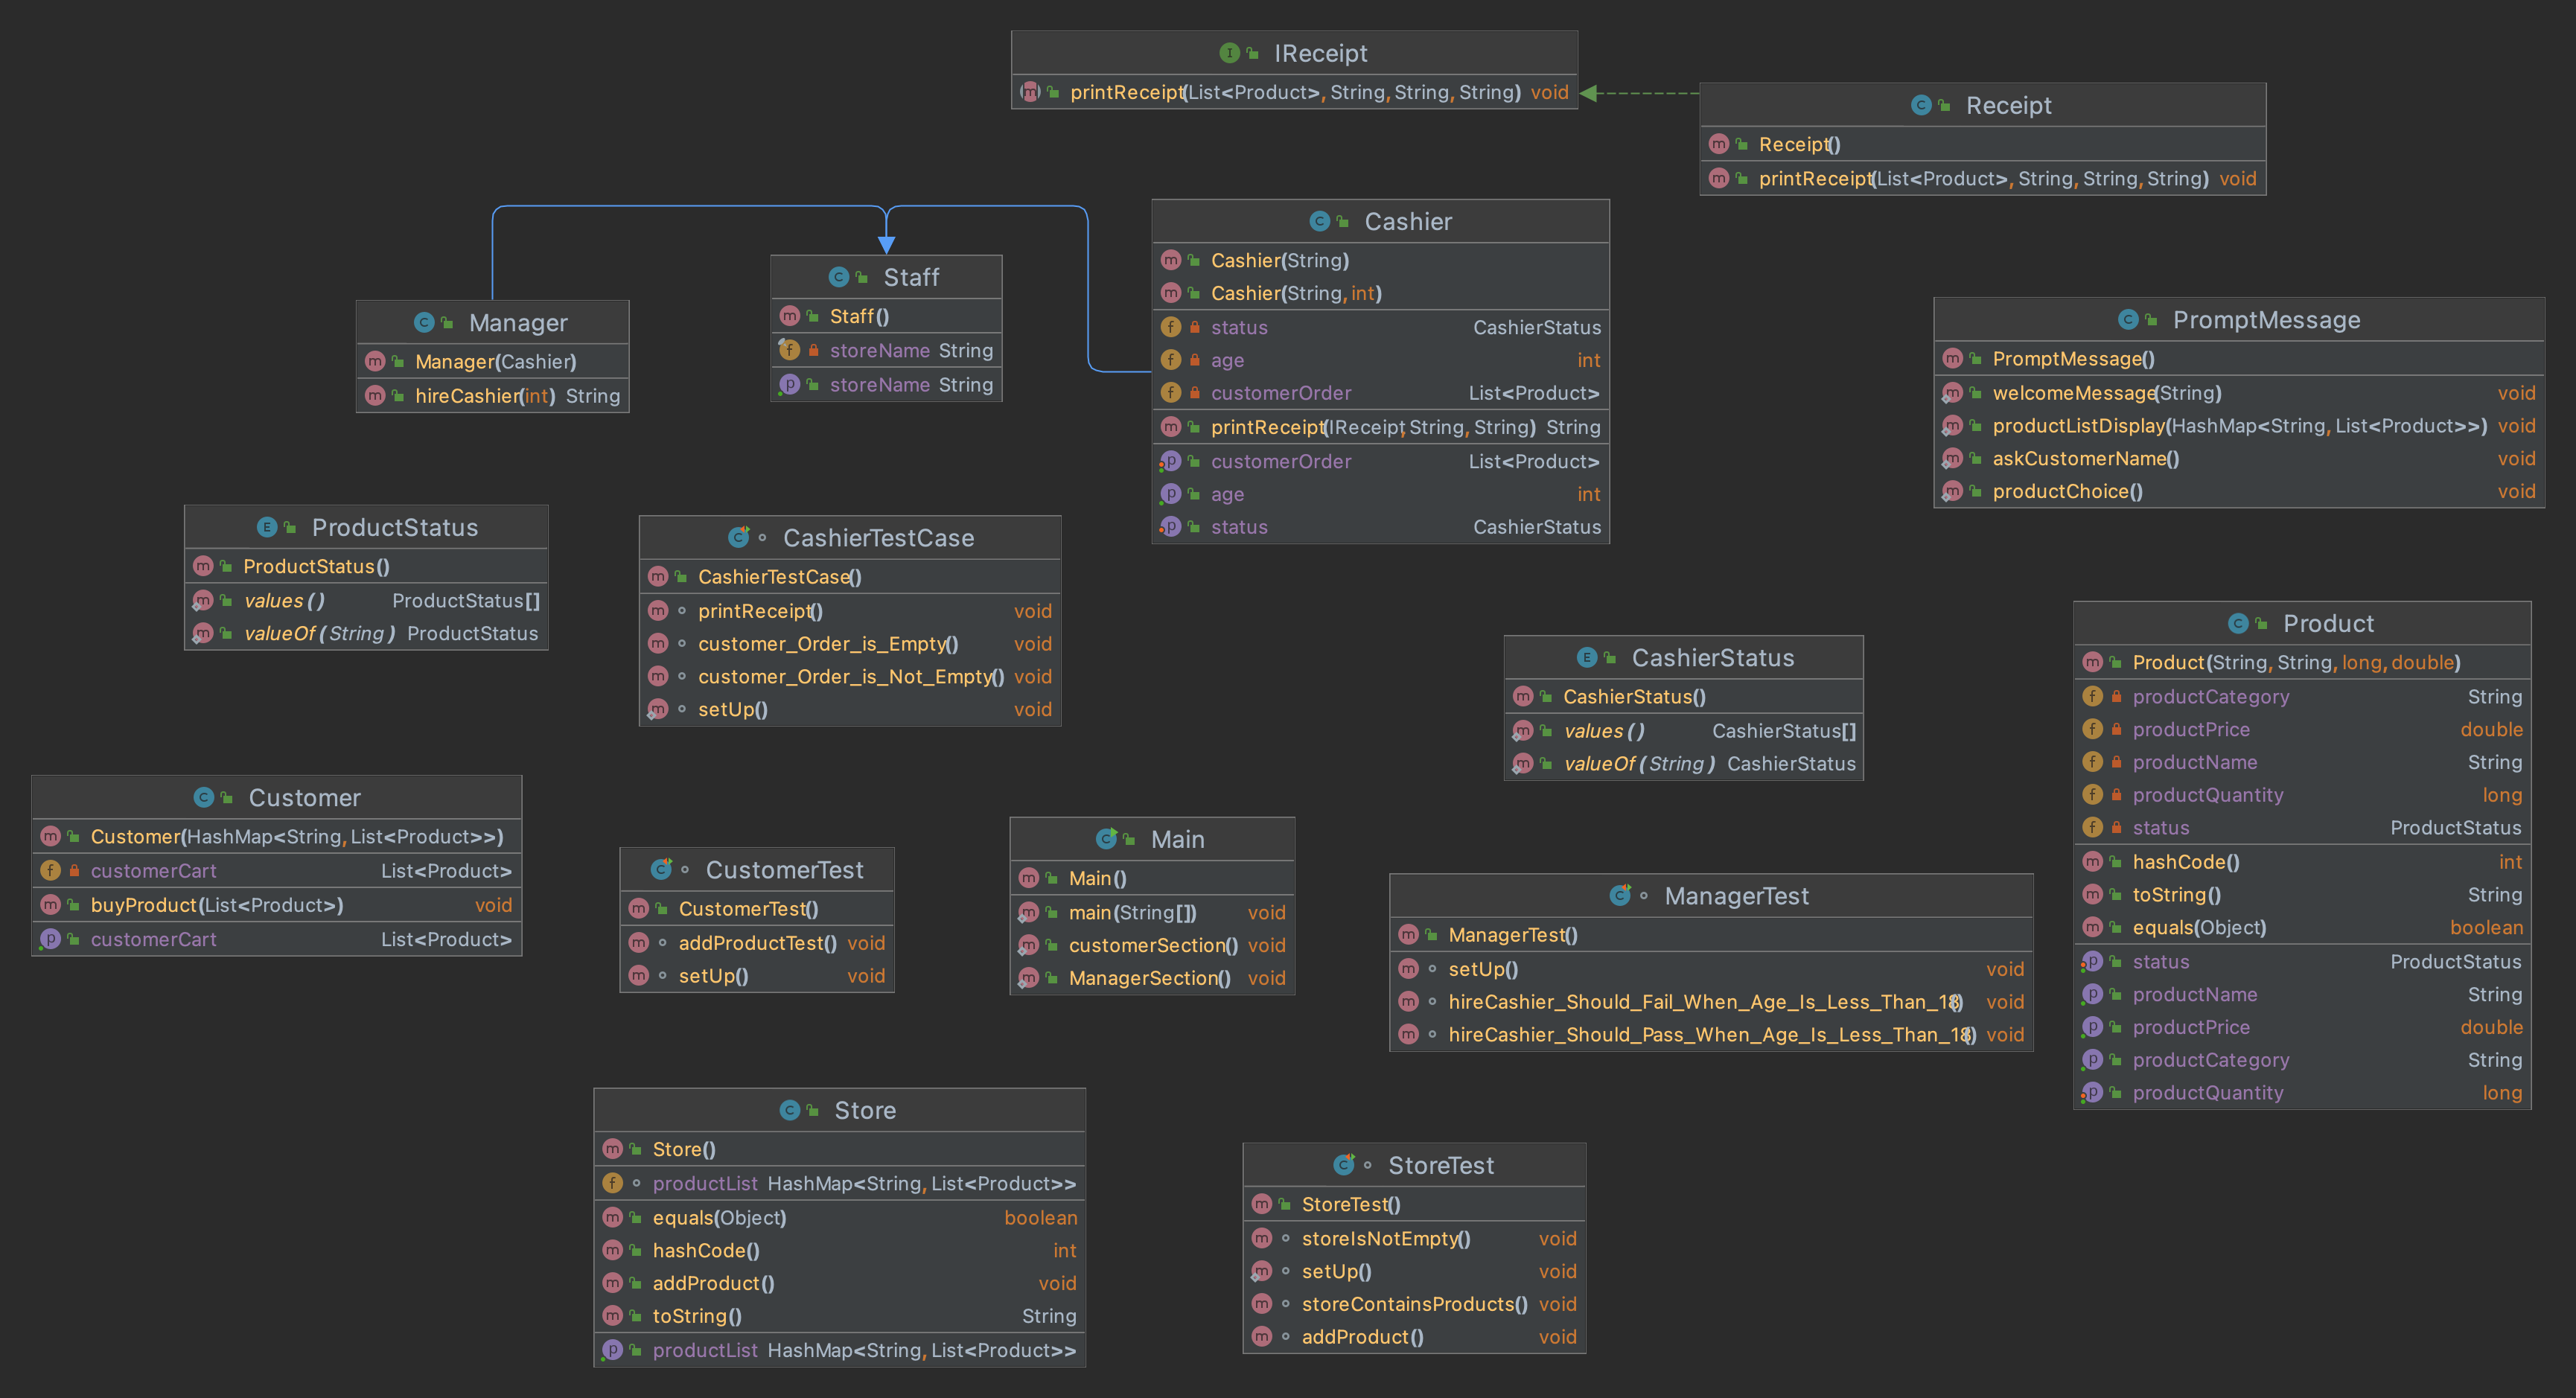 IReceipt
printReceipt(List<Product>, String, String, String) void
Receipt
Receipt()
printReceipt(List<Product>, String, String, String) void
Cashier
Cashier(String)
Cashier(String, int)
status CashierStatus
age int
customerOrder List<Product>
printReceipt(IReceipt, String, String) String
customerOrder List<Product>
age int
status CashierStatus
Staff
Staff()
storeName String
storeName String
Manager
Manager(Cashier)
hireCashier(int) String
PromptMessage
PromptMessage()
welcomeMessage(String) void
productListDisplay(HashMap<String, List<Product>>) void
askCustomerName() void
productChoice() void
ProductStatus
ProductStatus()
values() ProductStatus[]
valueOf(String) ProductStatus
CashierTestCase
CashierTestCase()
printReceipt() void
customer_Order_is_Empty() void
customer_Order_is_Not_Empty() void
setUp() void
CashierStatus
CashierStatus()
values() CashierStatus[]
valueOf(String) CashierStatus
Product
Product(String, String, long, double)
productCategory String
productPrice double
productName String
productQuantity long
status ProductStatus
hashCode() int
toString() String
equals(Object) boolean
status ProductStatus
productName String
productPrice double
productCategory String
productQuantity long
Customer
Customer(HashMap<String, List<Product>>)
customerCart List<Product>
buyProduct(List<Product>) void
customerCart List<Product>
CustomerTest
CustomerTest()
addProductTest() void
setUp() void
Main
Main()
main(String[]) void
customerSection() void
ManagerSection() void
ManagerTest
ManagerTest()
setUp() void
hireCashier_Should_Fail_When_Age_Is_Less_Than_18() void
hireCashier_Should_Pass_When_Age_Is_Less_Than_18() void
Store
Store()
productList HashMap<String, List<Product>>
equals(Object) boolean
hashCode() int
addProduct() void
toString() String
productList HashMap<String, List<Product>>
StoreTest
StoreTest()
storeIsNotEmpty() void
setUp() void
storeContainsProducts() void
addProduct() void